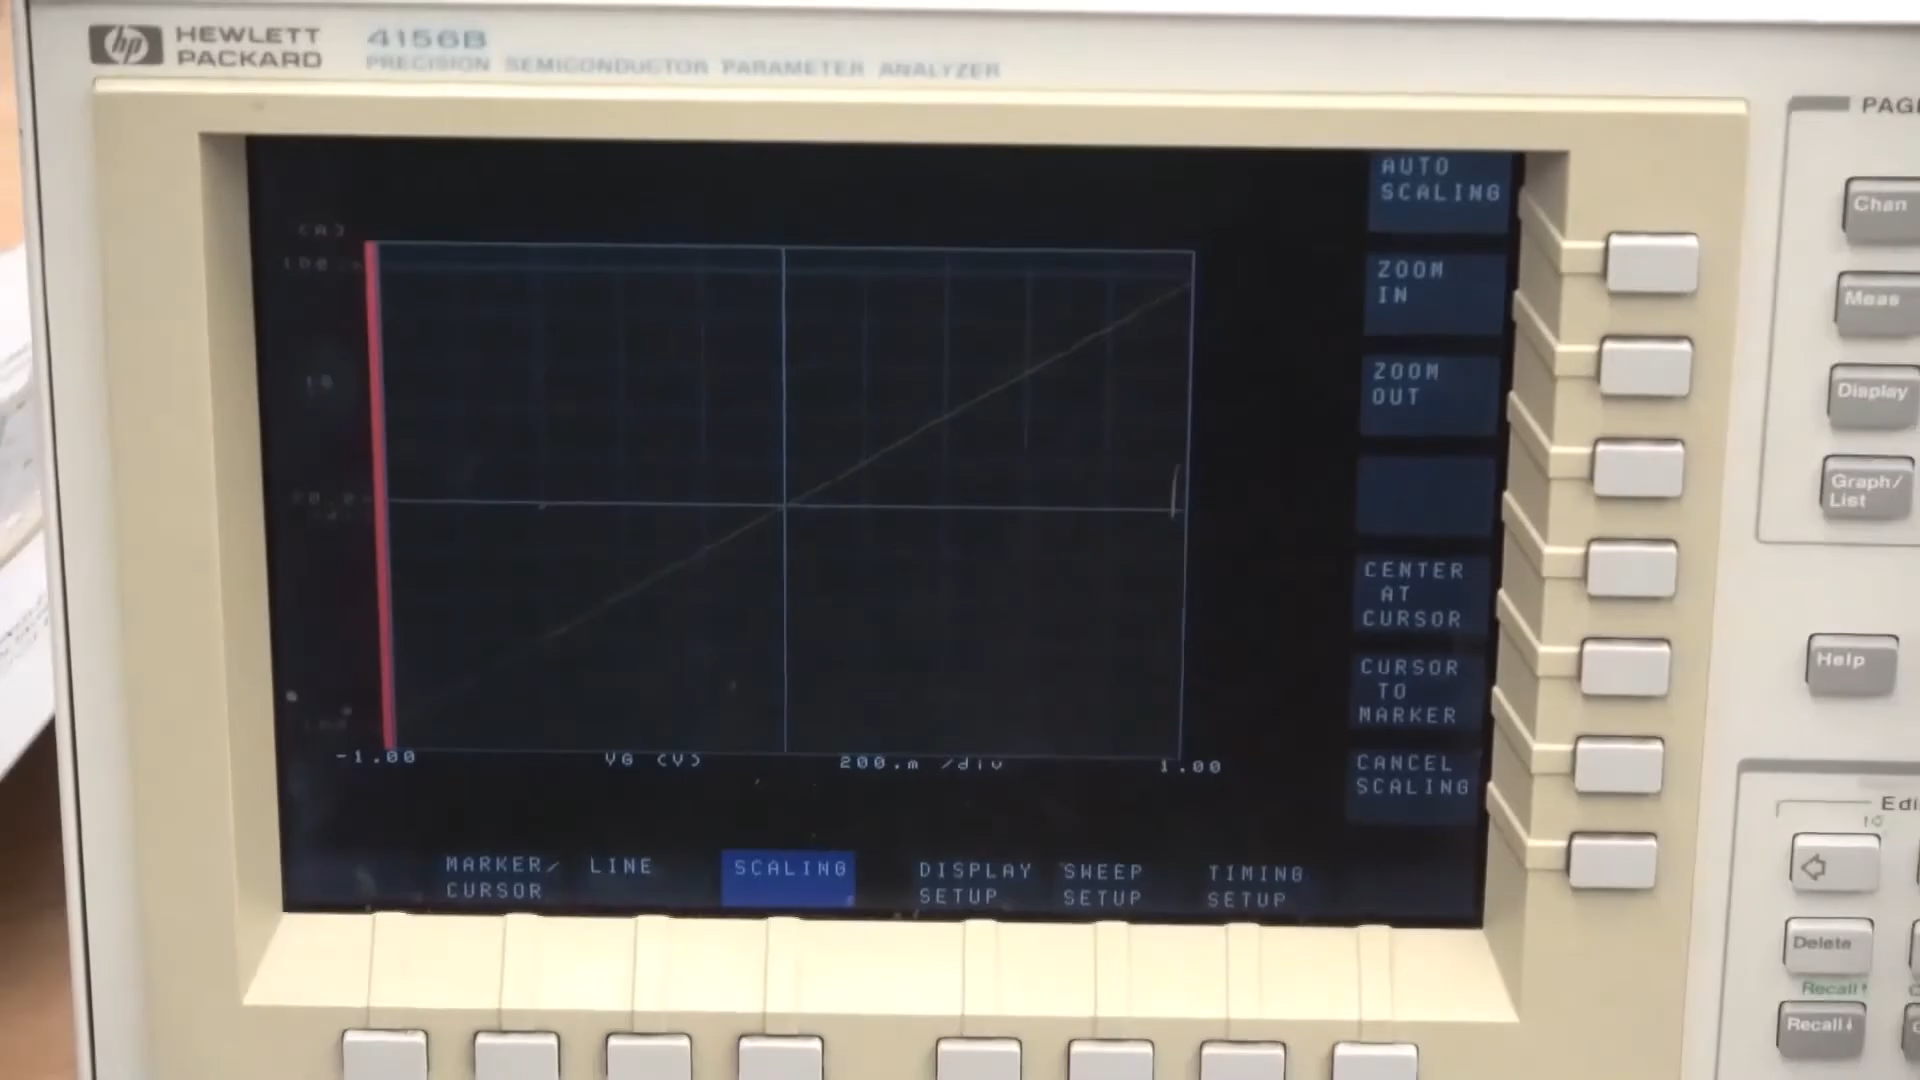 hp HEWLETT PACKARD
4156B
PRECISION SEMICONDUCTOR PARAMETER ANALYZER
AUTO
SCALING
(A)
ZOOM
IN
ZOOM
OUT
CENTER
AT
CURSOR
CURSOR
TO
MARKER
CANCEL
SCALING
-1.00 VG (V) 200.m /div 1.00
MARKER/
CURSOR
LINE
SCALING
DISPLAY
SETUP
SWEEP
SETUP
TIMING
SETUP
Chan
Meas
Display
Graph/
List
Help
Delete
Recall↑
Recall↓